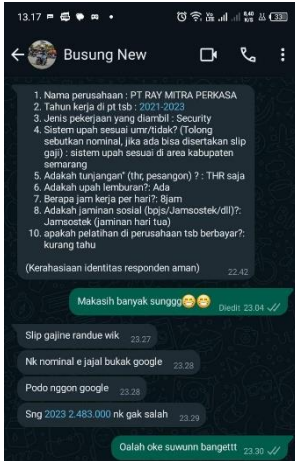 13.17
8,40
KB/S
33
Busung New
1. Nama perusahaan : PT RAY MITRA PERKASA
2. Tahun kerja di pt tsb : 2021-2023
3. Jenis pekerjaan yang diambil : Security
4. Sistem upah sesuai umr/tidak? (Tolong
sebutkan nominal, jika ada bisa disertakan slip
gaji) : sistem upah sesuai di area kabupaten
semarang
5. Adakah tunjangan" (thr, pesangon) ? : THR saja
6. Adakah upah lemburan?: Ada
7. Berapa jam kerja per hari?: 8jam
8. Adakah jaminan sosial (bpjs/Jamsostek/dll)?:
Jamsostek (jaminan hari tua)
10. apakah pelatihan di perusahaan tsb berbayar?:
kurang tahu
(Kerahasiaan identitas responden aman)
22.42
Makasih banyak sunggg😁😁
Diedit 23.04
Slip gajine randue wik 23.27
Nk nominal e jajal bukak google 23.28
Podo nggon google 23.28
Sng 2023 2.483.000 nk gak salah 23.29
Oalah oke suwunn bangettt 23.30